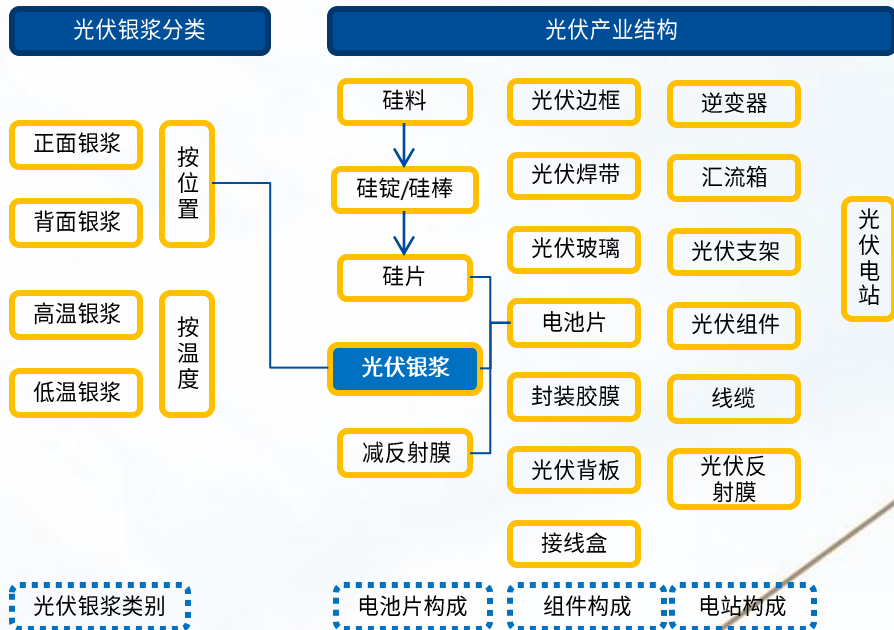 光伏银浆分类
光伏产业结构
正面银浆
背面银浆
按位置
高温银浆
低温银浆
按温度
硅料
硅锭/硅棒
硅片
光伏银浆
减反射膜
光伏边框
光伏焊带
光伏玻璃
电池片
封装胶膜
光伏背板
接线盒
逆变器
汇流箱
光伏支架
光伏组件
线缆
光伏反
射膜
光伏电站
光伏银浆类别
电池片构成
组件构成
电站构成